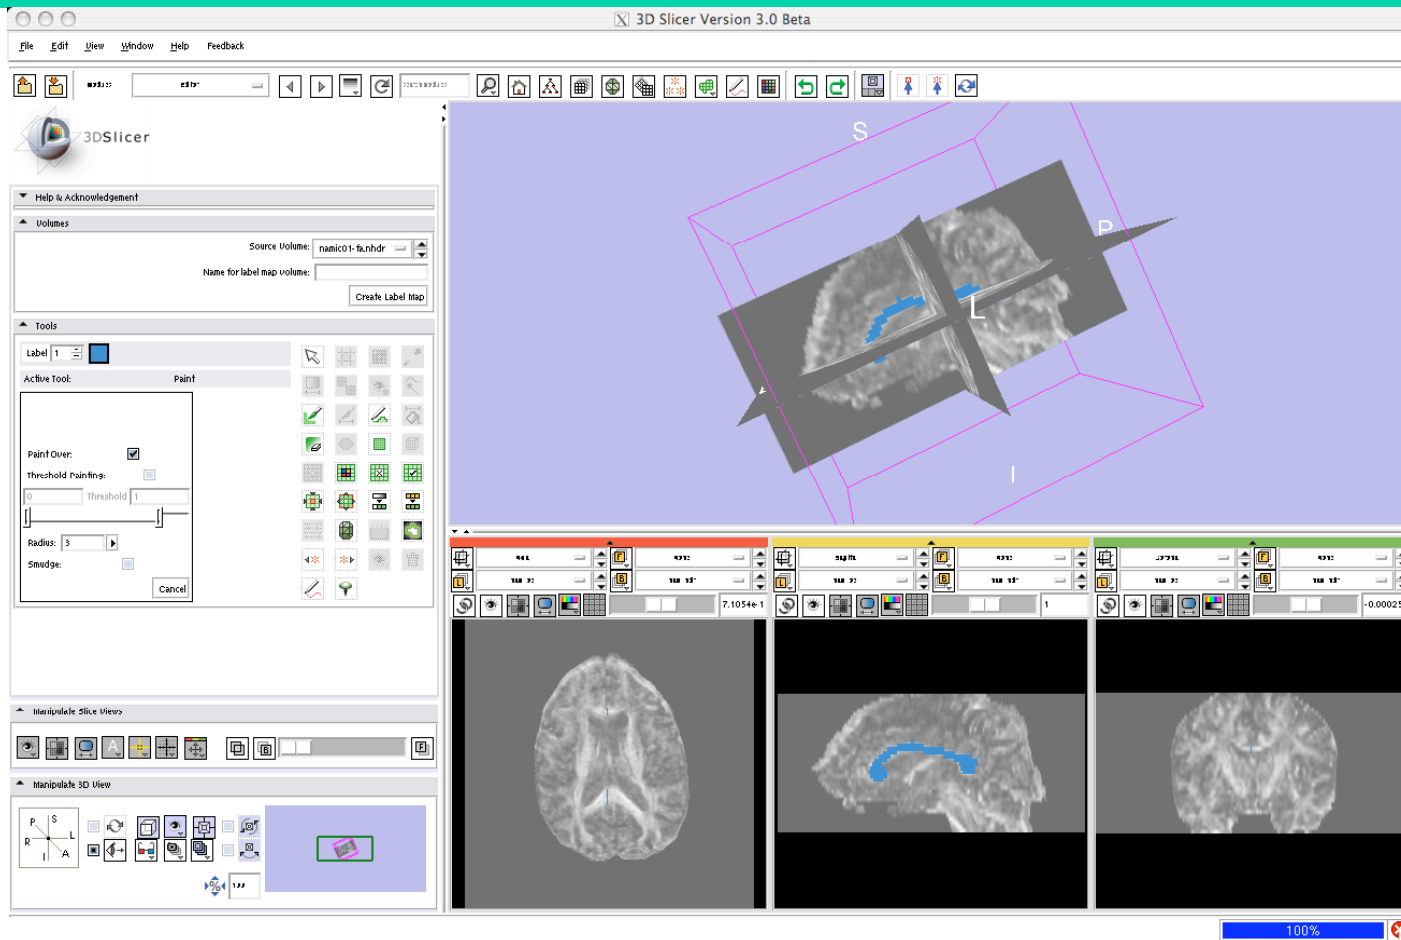 3D Slicer Version 3.0 Beta
File Edit View Window Help Feedback
3DSlicer
Help & Acknowledgement
Volumes
Source Volume: namic01-fa.nhdr
Name for label map volume:
Create Label Map
Tools
Label 1
Active Tool: Paint
Paint Over:
Threshold Painting:
0 Threshold 1
Radius: 3
Smudge:
Cancel
S
P
L
A
I
7.1054e-1
1
-0.00025
L
F
L
B
Manipulate Slice Views
A
B
F
Manipulate 3D View
P S
R L
I A
%
100%